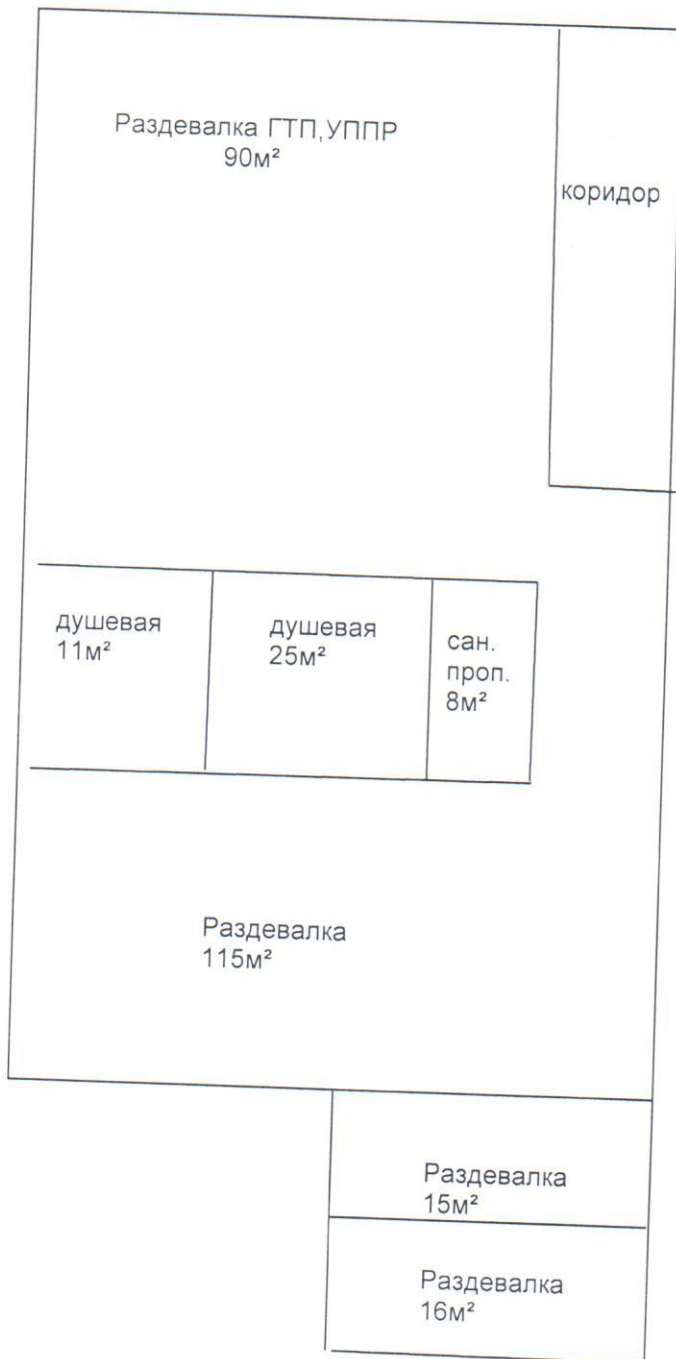 Раздевалка ГТП,УППР
90м²
коридор
душевая
11м²
душевая
25м²
сан.
проп.
8м²
Раздевалка
115м²
Раздевалка
15м²
Раздевалка
16м²